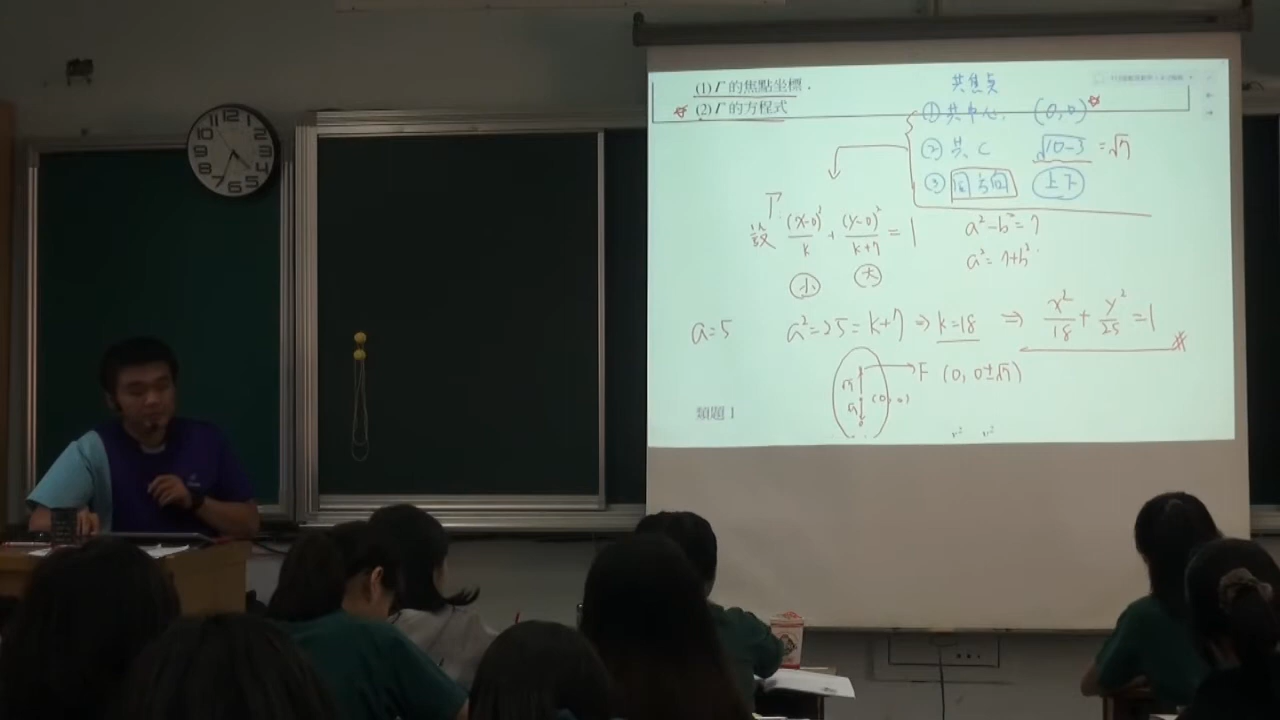 (1) Γ 的焦點坐標.
(2) Γ 的方程式
共焦点
① 共中心. (0,0)
② 共 c √10-3 = √7
③ 同方向 上下
Γ:
設 (x-0)²/k + (y-0)²/k+7 = 1
小 大
a²-b²=7
a²=7+b²
a=5 a²=25=k+7 ⇒ k=18 ⇒ x²/18 + y²/25 = 1
F (0, 0±√7)
√7
(0,0)
類題 1